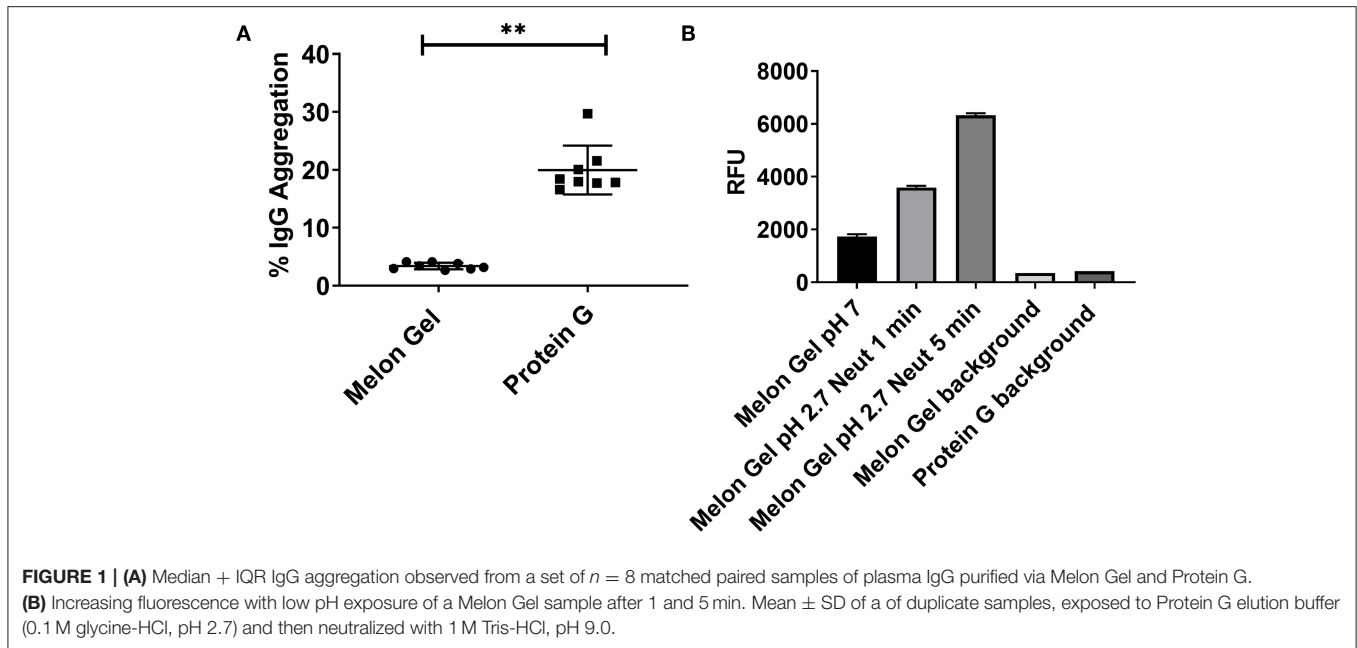 A
**
% IgG Aggregation
40
30
20
10
0
Melon Gel
Protein G
B
RFU
8000
6000
4000
2000
0
Melon Gel pH 7
Melon Gel pH 2.7 Neut 1 min
Melon Gel pH 2.7 Neut 5 min
Melon Gel background
Protein G background
FIGURE 1 | (A) Median + IQR IgG aggregation observed from a set of n = 8 matched paired samples of plasma IgG purified via Melon Gel and Protein G.
(B) Increasing fluorescence with low pH exposure of a Melon Gel sample after 1 and 5 min. Mean ± SD of a of duplicate samples, exposed to Protein G elution buffer
(0.1 M glycine-HCl, pH 2.7) and then neutralized with 1 M Tris-HCl, pH 9.0.